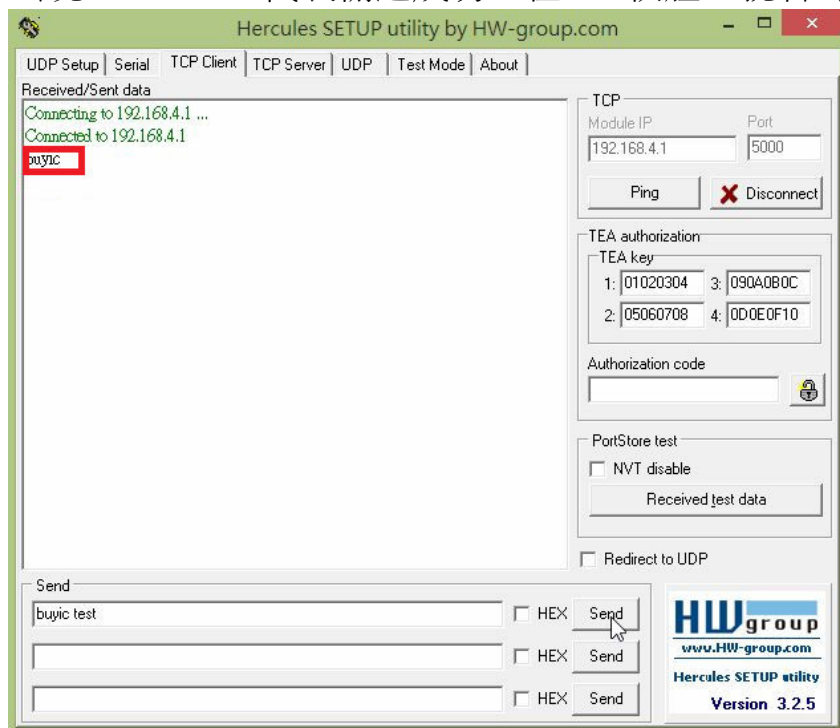 Hercules SETUP utility by HW-group.com
UDP Setup
Serial
TCP Client
TCP Server
UDP
Test Mode
About
Received/Sent data
Connecting to 192.168.4.1 ...
Connected to 192.168.4.1
buyic
TCP
Module IP
Port
192.168.4.1
5000
Ping
Disconnect
TEA authorization
TEA key
1: 01020304
3: 090A0B0C
2: 05060708
4: 0D0E0F10
Authorization code
PortStore test
NVT disable
Received test data
Redirect to UDP
Send
buyic test
HEX
Send
HEX
Send
HEX
Send
HW group
www.HW-group.com
Hercules SETUP utility
Version 3.2.5